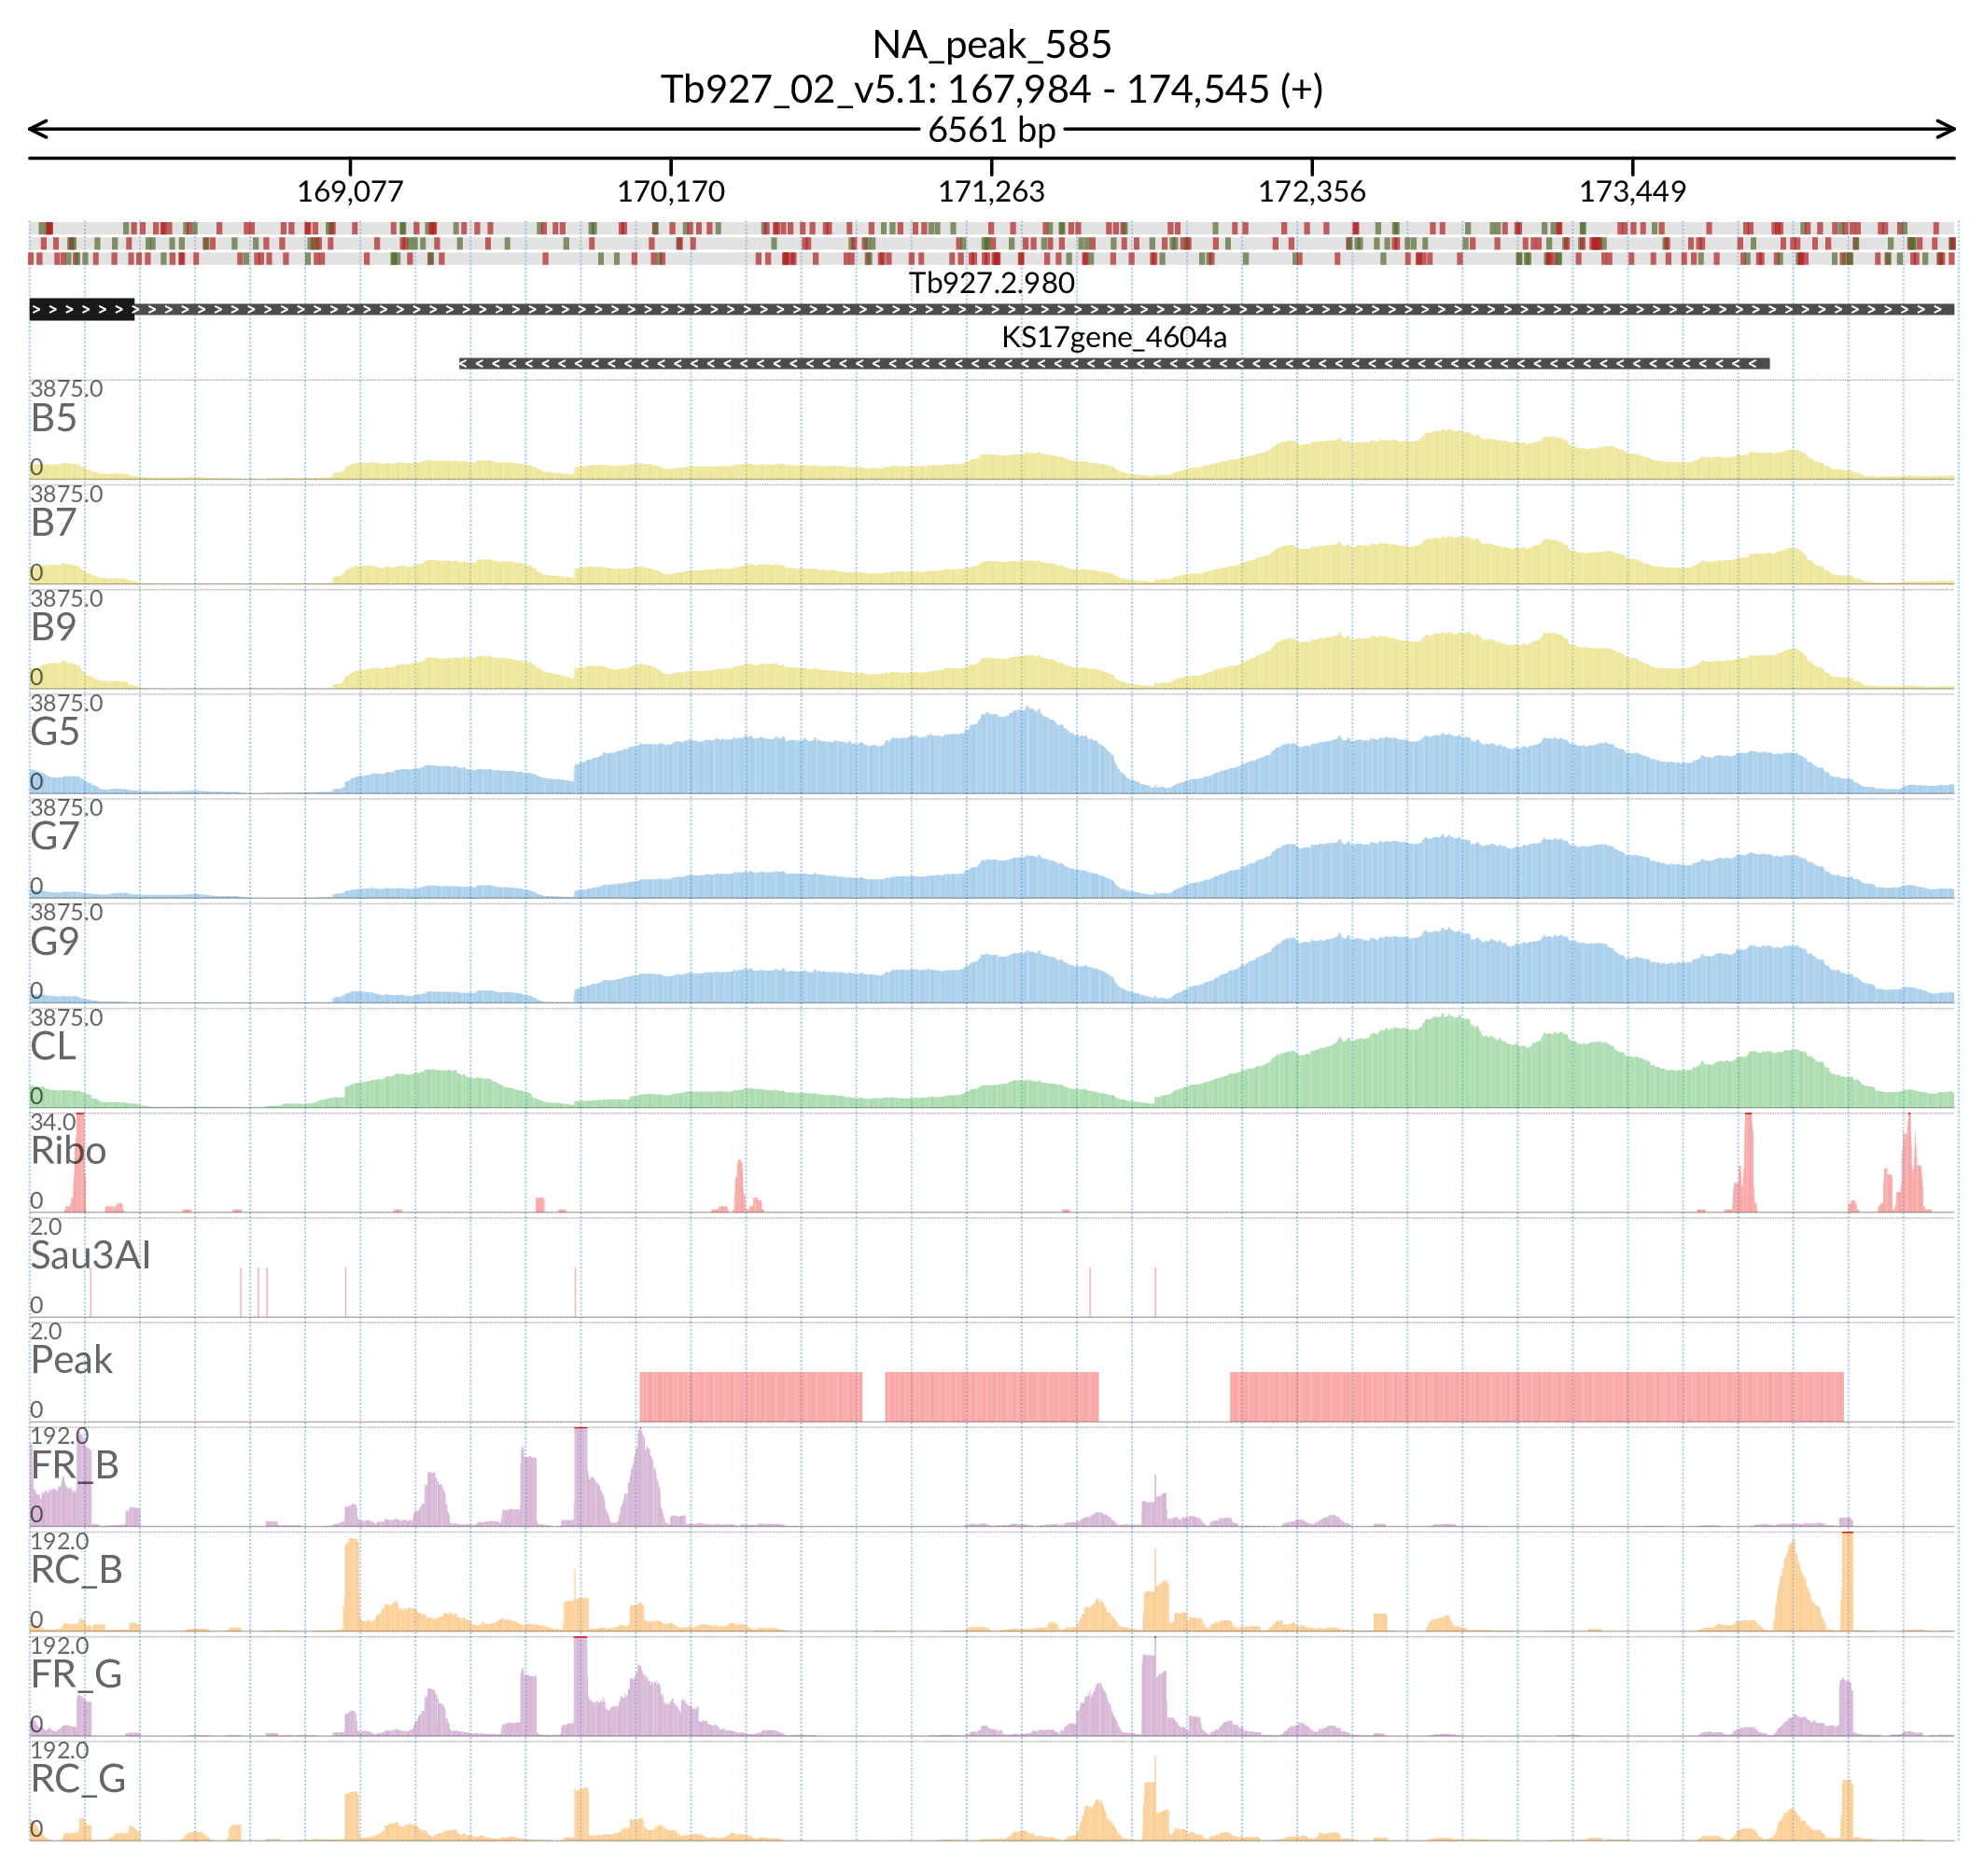 NA_peak_585
Tb927_02_v5.1: 167,984 - 174,545 (+)
6561 bp
169,077 170,170 171,263 172,356 173,449
Tb927.2.980
KS17gene_4604a
3875.0
B5
0
3875.0
B7
0
3875.0
B9
0
3875.0
G5
0
3875.0
G7
0
3875.0
G9
0
3875.0
CL
0
34.0
Ribo
0
2.0
Sau3AI
0
2.0
Peak
0
192.0
FR_B
0
192.0
RC_B
0
192.0
FR_G
0
192.0
RC_G
0